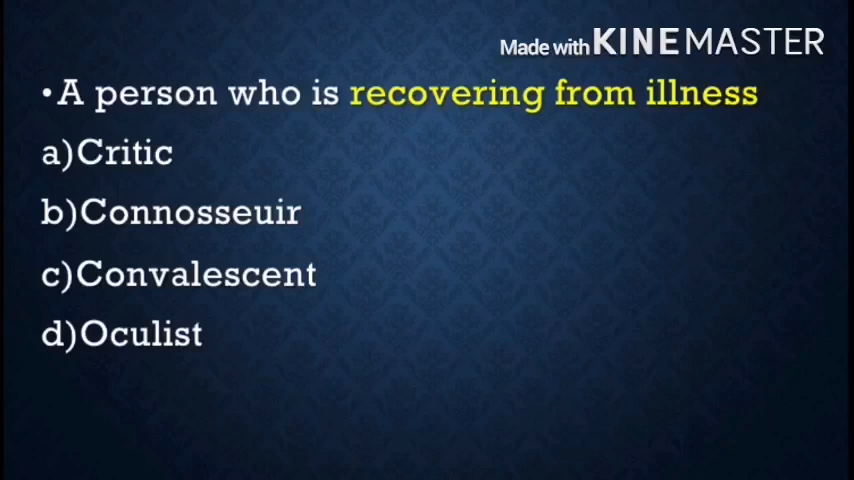 Made with KINEMASTER
• A person who is recovering from illness
a)Critic
b)Connosseuir
c)Convalescent
d)Oculist